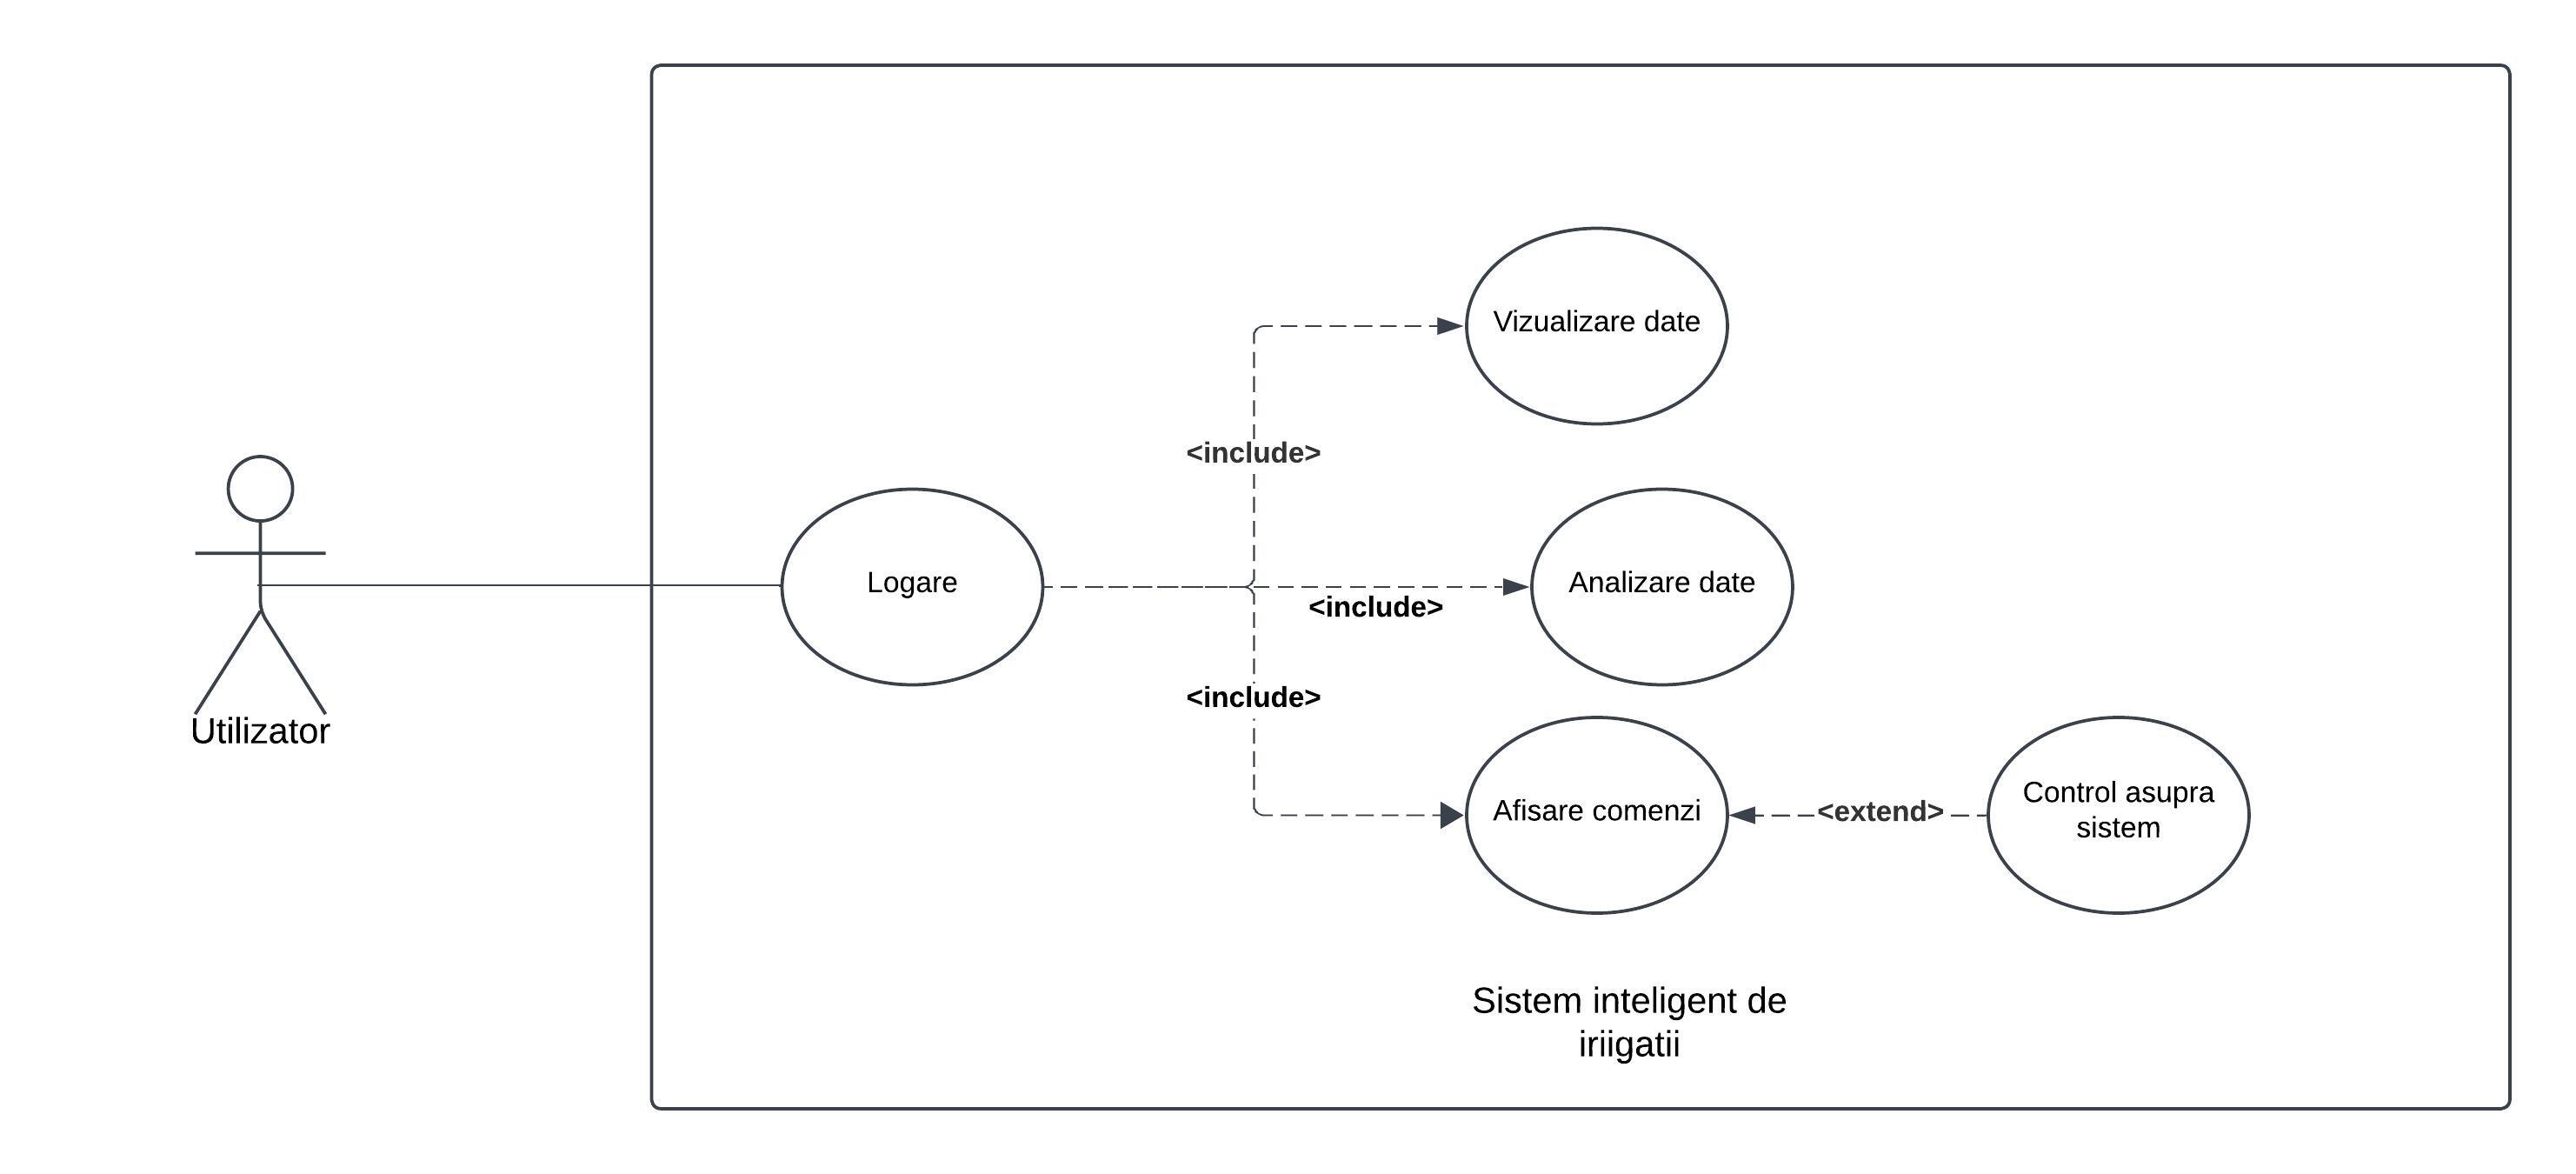 Vizualizare date
<include>
Logare
Analizare date
<include>
<include>
Utilizator
Afisare comenzi
<extend>
Control asupra
sistem
Sistem inteligent de
iriigatii